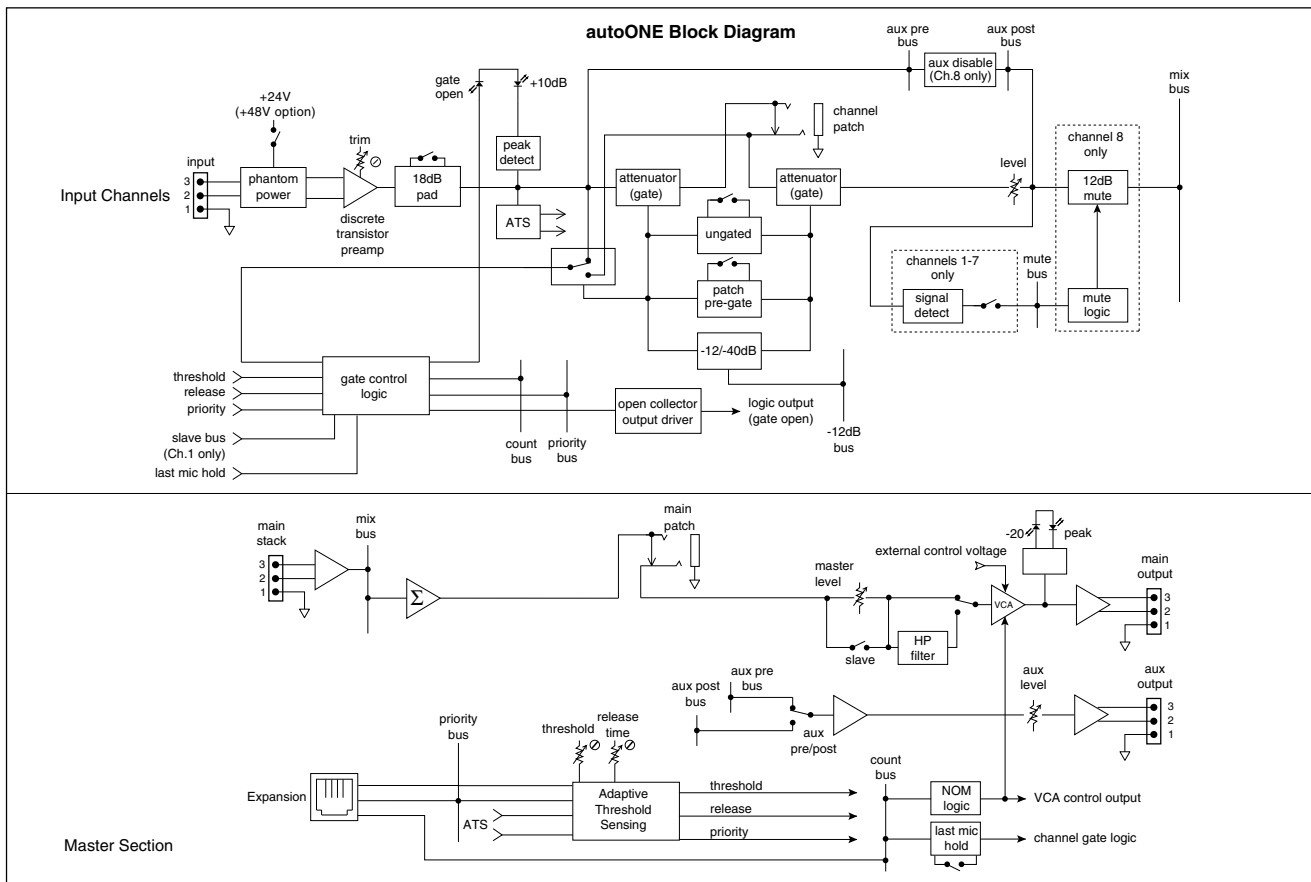 autoONE Block Diagram
aux pre
bus
aux post
bus
aux disable
(Ch.8 only)
mix
bus
gate
open
+10dB
+24V
(+48V option)
trim
peak
detect
channel
patch
channel 8
only
input
3
2
1
phantom
power
18dB
pad
attenuator
(gate)
attenuator
(gate)
level
12dB
mute
Input Channels
discrete
transistor
preamp
ATS
ungated
channels 1-7
only
mute
bus
patch
pre-gate
signal
detect
mute
logic
-12/-40dB
threshold
release
priority
gate control
logic
open collector
output driver
logic output
(gate open)
-12dB
bus
slave bus
(Ch.1 only)
last mic hold
count
bus
priority
bus
main
stack
3
2
1
mix
bus
Σ
main
patch
-20
peak
external control voltage
master
level
VCA
main
output
3
2
1
slave
HP
filter
aux pre
bus
aux post
bus
aux
pre/post
aux
level
aux
output
3
2
1
priority
bus
threshold
release
time
count
bus
Expansion
ATS
Adaptive
Threshold
Sensing
threshold
release
priority
NOM
logic
VCA control output
last mic
hold
channel gate logic
Master Section